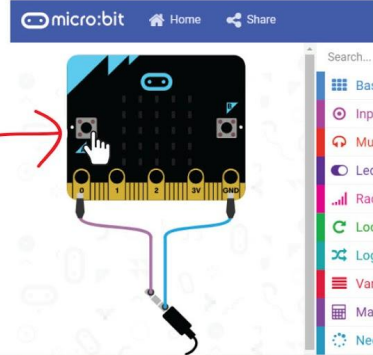 micro:bit Home Share
Search...
Bas
Inp
Mu
Led
Rad
Loo
Log
Var
Ma
Nec
A
B
0 1 2 3V GND